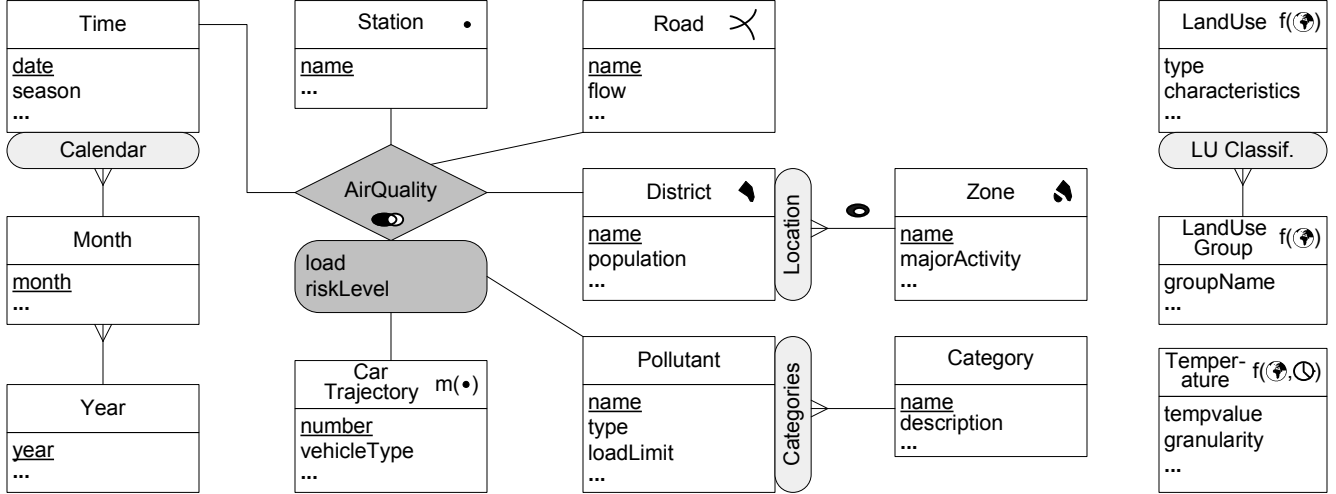 Time
date
season
...
Calendar
Month
month
...
Year
year
...
Station
name
...
AirQuality
load
riskLevel
Car
Trajectory m(•)
number
vehicleType
...
Road
name
flow
...
District
name
population
...
Location
Zone
name
majorActivity
...
Pollutant
name
type
loadLimit
...
Categories
Category
name
description
...
LandUse f()
type
characteristics
...
LU Classif.
LandUse
Group f()
groupName
...
Temper-
ature f(,)
tempvalue
granularity
...